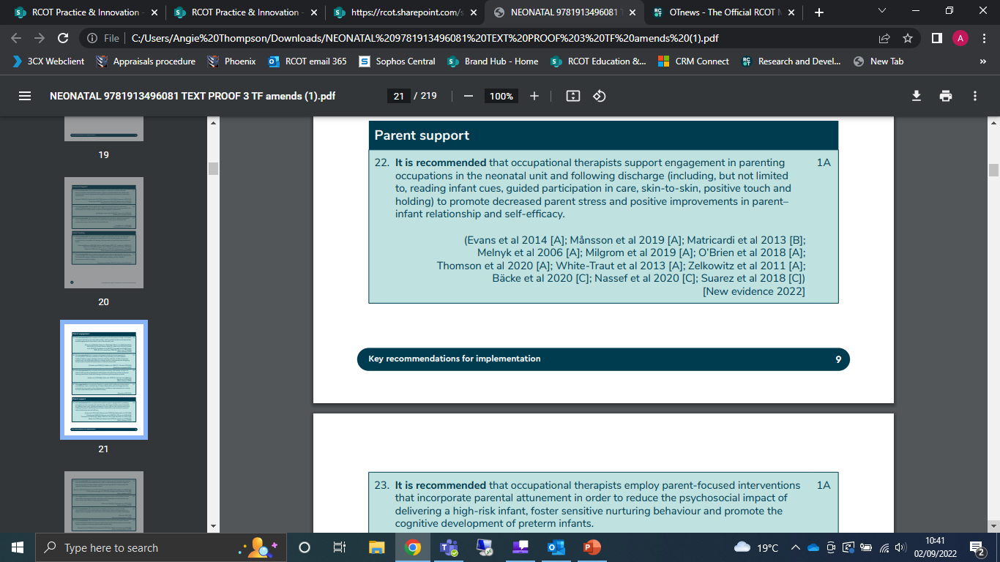 RCOT Practice & Innovation -
RCOT Practice & Innovation -
https://rcot.sharepoint.com/s
NEONATAL 9781913496081 T
OTnews - The Official RCOT M
File
C:/Users/Angie%20Thompson/Downloads/NEONATAL%209781913496081%20TEXT%20PROOF%203%20TF%20amends%20(1).pdf
A
3CX Webclient
Appraisals procedure
Phoenix
RCOT email 365
Sophos Central
Brand Hub - Home
RCOT Education &...
CRM Connect
Research and Devel...
New Tab
»
NEONATAL 9781913496081 TEXT PROOF 3 TF amends (1).pdf
21 / 219
100%
19
20
21
Parent support
22. It is recommended that occupational therapists support engagement in parenting 1A
occupations in the neonatal unit and following discharge (including, but not limited
to, reading infant cues, guided participation in care, skin-to-skin, positive touch and
holding) to promote decreased parent stress and positive improvements in parent–
infant relationship and self-efficacy.
(Evans et al 2014 [A]; Månsson et al 2019 [A]; Matricardi et al 2013 [B];
Melnyk et al 2006 [A]; Milgrom et al 2019 [A]; O'Brien et al 2018 [A];
Thomson et al 2020 [A]; White-Traut et al 2013 [A]; Zelkowitz et al 2011 [A];
Bäcke et al 2020 [C]; Nassef et al 2020 [C]; Suarez et al 2018 [C])
[New evidence 2022]
Key recommendations for implementation 9
23. It is recommended that occupational therapists employ parent-focused interventions 1A
that incorporate parental attunement in order to reduce the psychosocial impact of
delivering a high-risk infant, foster sensitive nurturing behaviour and promote the
cognitive development of preterm infants.
Type here to search
19°C
10:41
02/09/2022
2